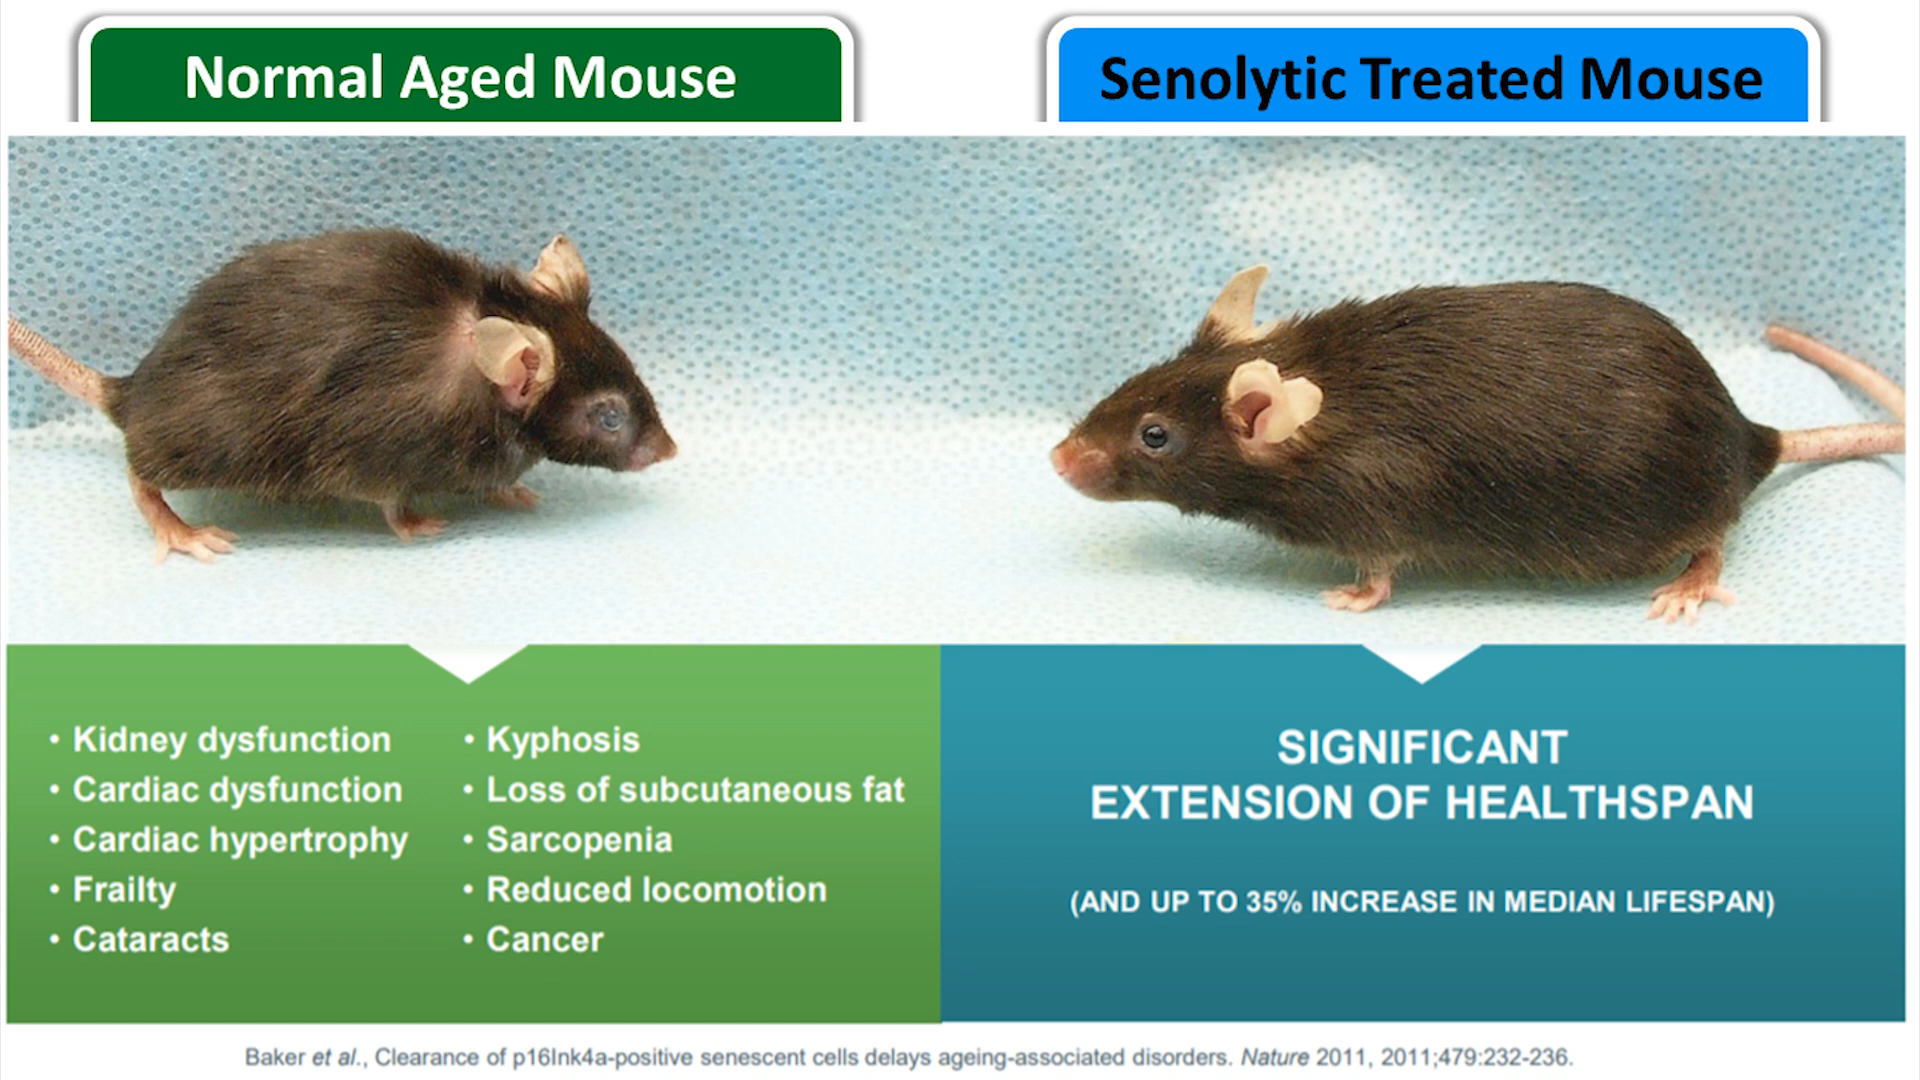 Normal Aged Mouse
Senolytic Treated Mouse
• Kidney dysfunction
• Cardiac dysfunction
• Cardiac hypertrophy
• Frailty
• Cataracts
• Kyphosis
• Loss of subcutaneous fat
• Sarcopenia
• Reduced locomotion
• Cancer
SIGNIFICANT
EXTENSION OF HEALTHSPAN
(AND UP TO 35% INCREASE IN MEDIAN LIFESPAN)
Baker et al., Clearance of p16Ink4a-positive senescent cells delays ageing-associated disorders. Nature 2011, 2011;479:232-236.